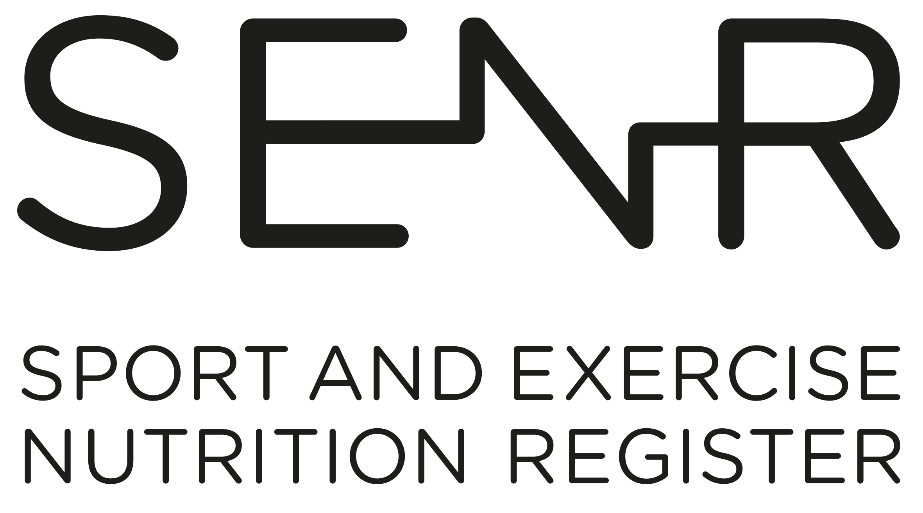 SENR
SPORT AND EXERCISE
NUTRITION REGISTER